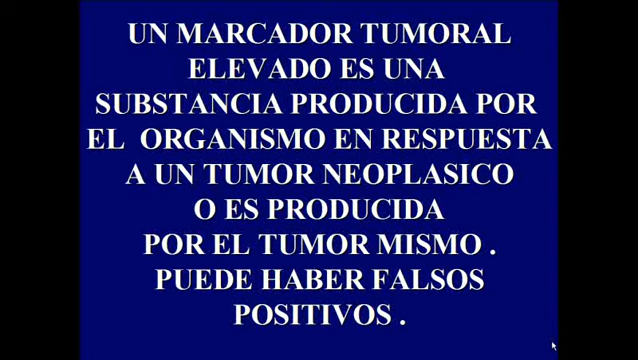 UN MARCADOR TUMORAL
ELEVADO ES UNA
SUBSTANCIA PRODUCIDA POR
EL ORGANISMO EN RESPUESTA
A UN TUMOR NEOPLASICO
O ES PRODUCIDA
POR EL TUMOR MISMO .
PUEDE HABER FALSOS
POSITIVOS .